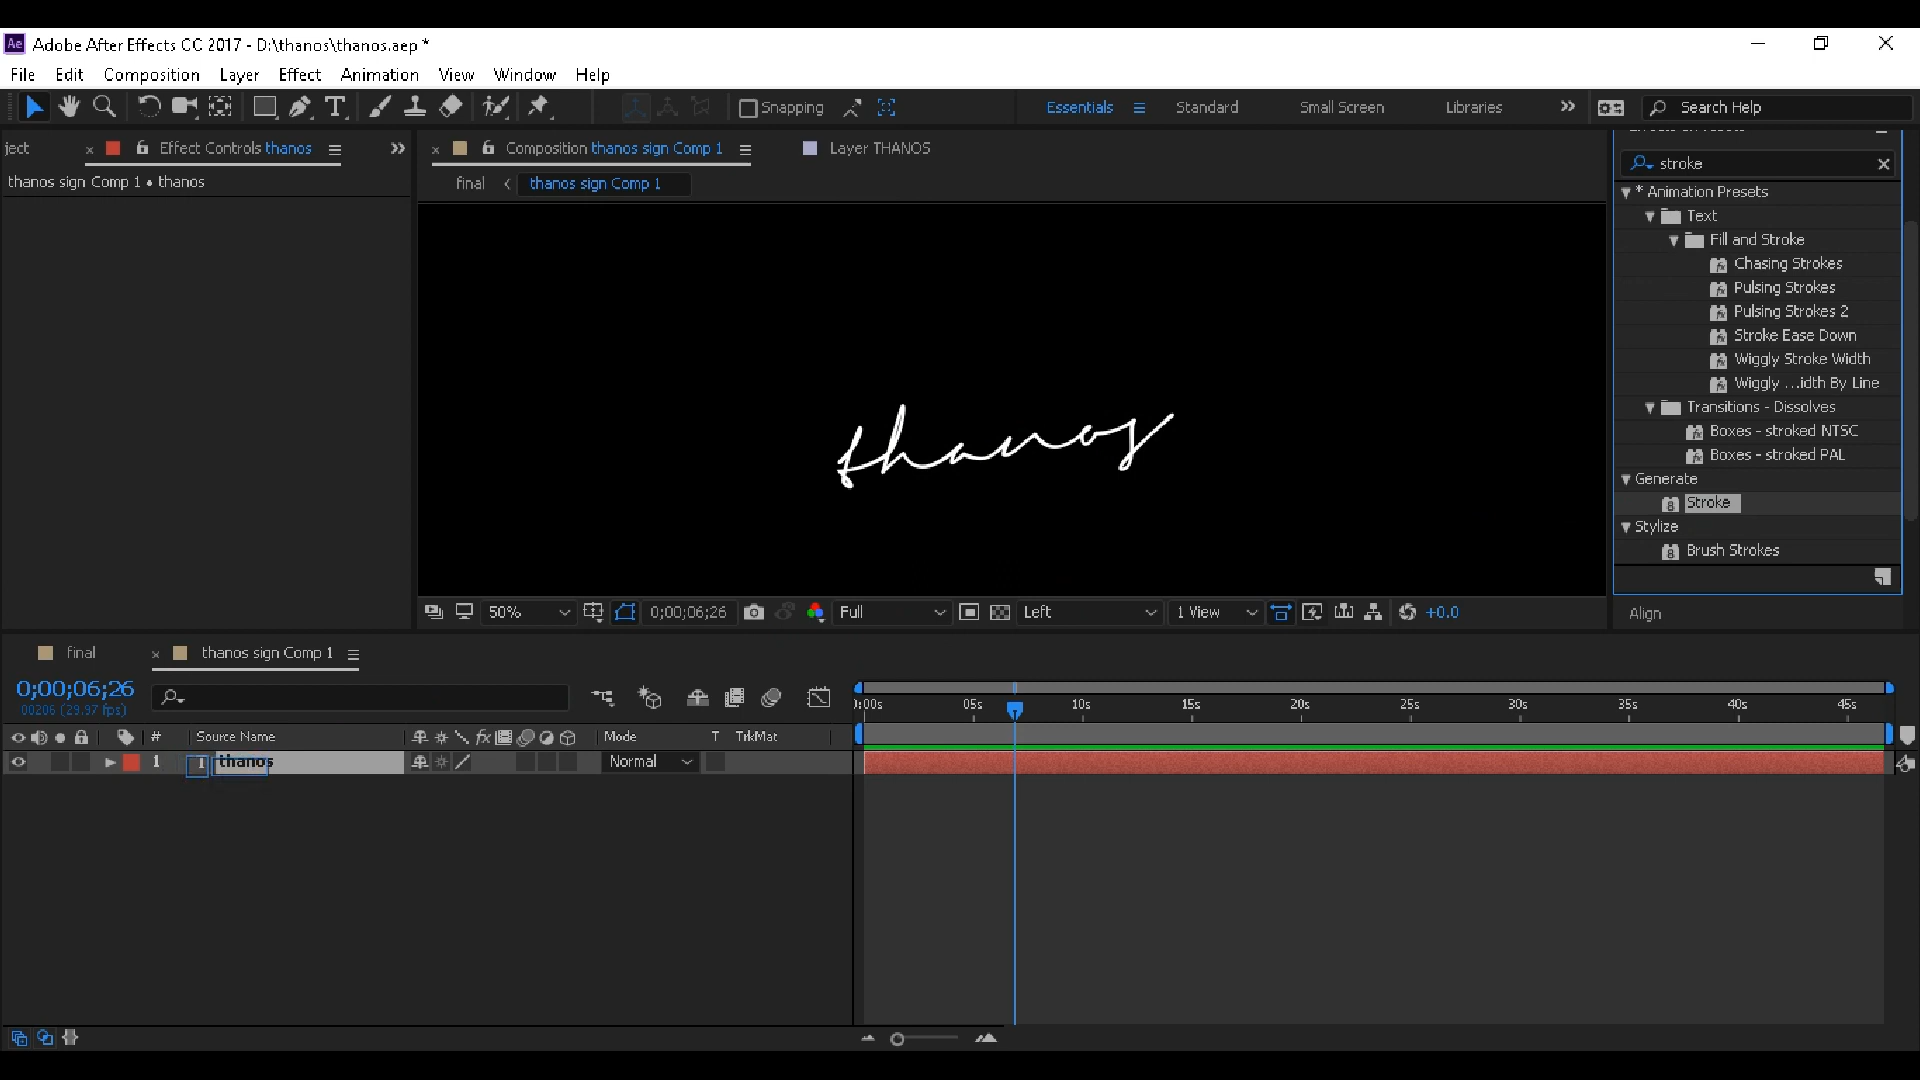 Ae Adobe After Effects CC 2017 - D:\thanos\thanos.aep *
File Edit Composition Layer Effect Animation View Window Help
Snapping Essentials Standard Small Screen Libraries Search Help
ject Effect Controls thanos
thanos sign Comp 1 • thanos
Composition thanos sign Comp 1 Layer THANOS
final thanos sign Comp 1
thanos
50% 0;00;06;26 Full Left 1 View +0.0
stroke
* Animation Presets
Text
Fill and Stroke
Chasing Strokes
Pulsing Strokes
Pulsing Strokes 2
Stroke Ease Down
Wiggly Stroke Width
Wiggly ...idth By Line
Transitions - Dissolves
Boxes - stroked NTSC
Boxes - stroked PAL
Generate
Stroke
Stylize
Brush Strokes
Align
final thanos sign Comp 1
0;00;06;26
00206 (29.97 fps)
:00s 05s 10s 15s 20s 25s 30s 35s 40s 45s
# Source Name Mode T TrkMat
1 thanos Normal